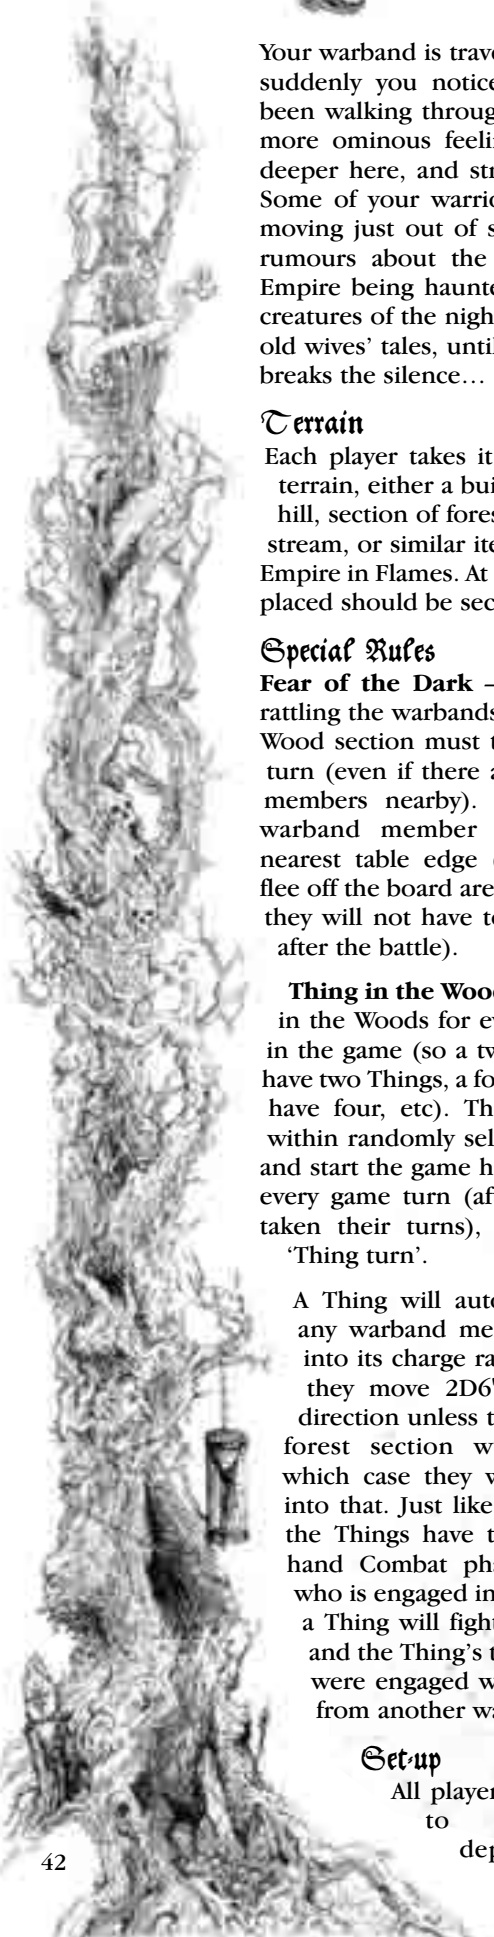 Your warband is trave
suddenly you notice
been walking throug
more ominous feelin
deeper here, and str
Some of your warrio
moving just out of s
rumours about the
Empire being haunte
creatures of the nigh
old wives' tales, until
breaks the silence…
Terrain
Each player takes it
terrain, either a bui
hill, section of fores
stream, or similar ite
Empire in Flames. At
placed should be sec
Special Rules
Fear of the Dark –
rattling the warbands
Wood section must t
turn (even if there a
members nearby).
warband member
nearest table edge (
flee off the board are
they will not have to
after the battle).
Thing in the Wood
in the Woods for ev
in the game (so a tw
have two Things, a fo
have four, etc). Th
within randomly sel
and start the game h
every game turn (aft
taken their turns),
'Thing turn'.
A Thing will auto
any warband me
into its charge ra
they move 2D6"
direction unless t
forest section w
which case they w
into that. Just like
the Things have t
hand Combat pha
who is engaged in
a Thing will fight
and the Thing's t
were engaged w
from another wa
Set-up
All player
to
dep
42